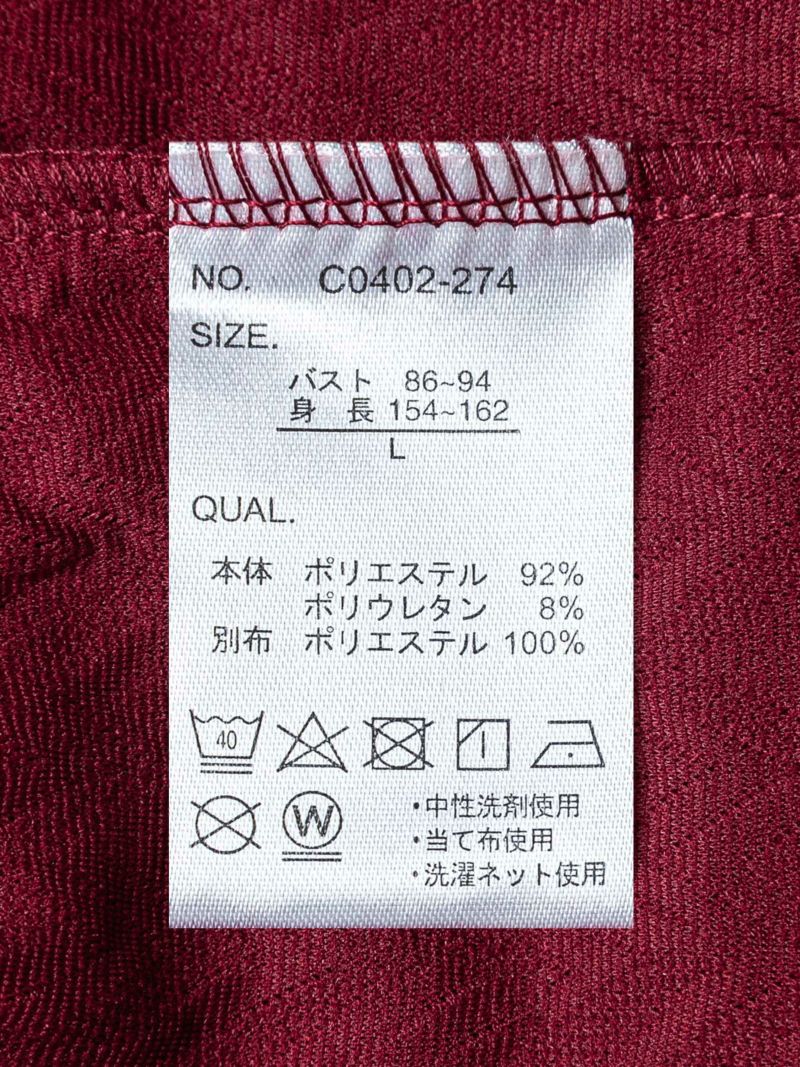 NO. C0402-274
SIZE.
バスト 86~94
身 長 154~162
L
QUAL.
本体 ポリエステル 92%
ポリウレタン 8%
別布 ポリエステル 100%
40
W
・中性洗剤使用
・当て布使用
・洗濯ネット使用